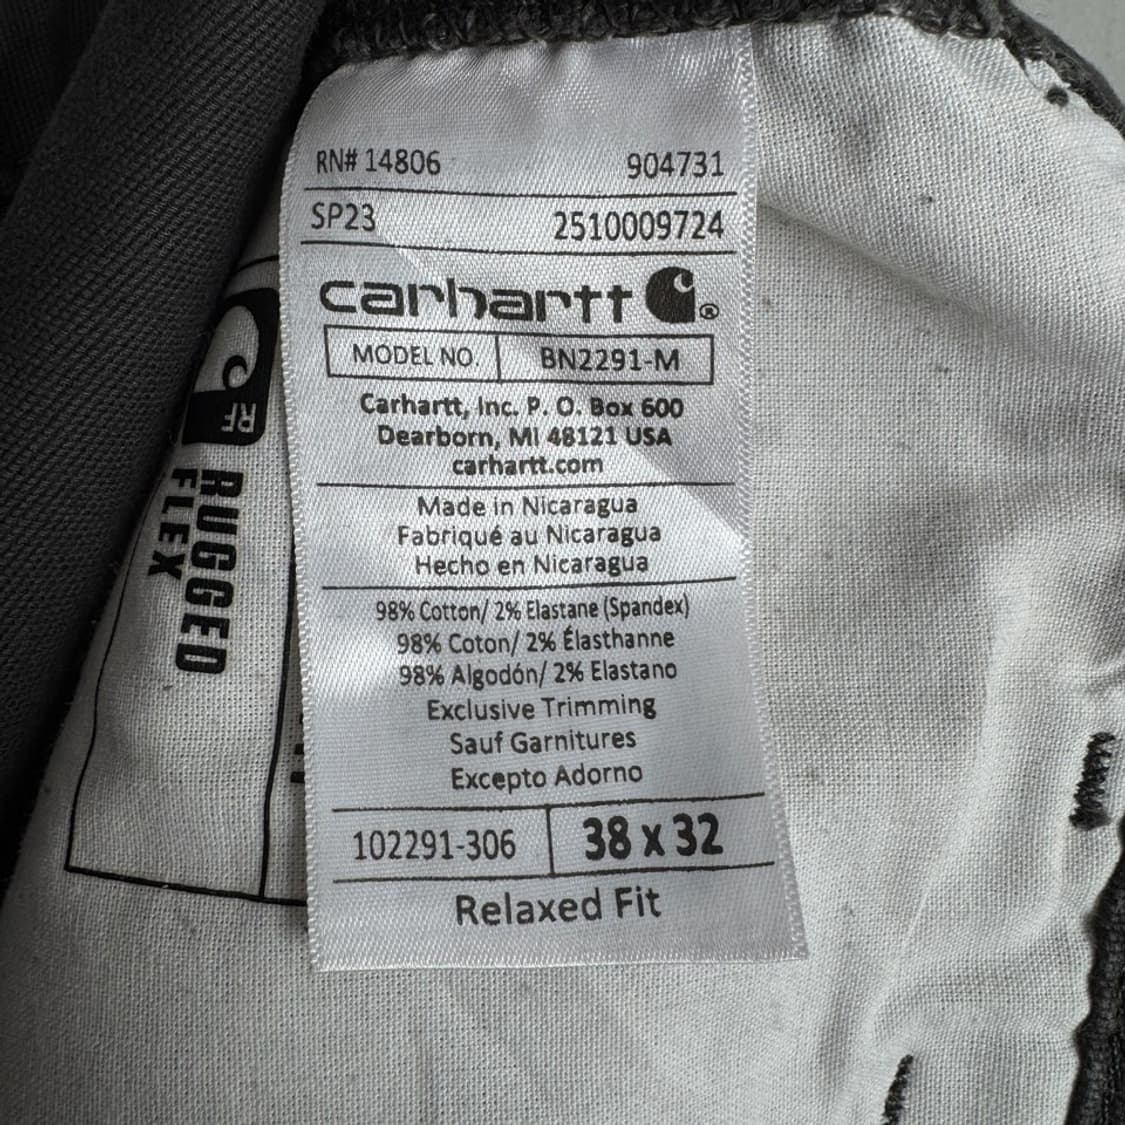 RN# 14806 904731
SP23 2510009724
carhartt ®
MODEL NO. BN2291-M
Carhartt, Inc. P. O. Box 600
Dearborn, MI 48121 USA
carhartt.com
Made in Nicaragua
Fabriqué au Nicaragua
Hecho en Nicaragua
98% Cotton/ 2% Elastane (Spandex)
98% Coton/ 2% Élasthanne
98% Algodón/ 2% Elastano
Exclusive Trimming
Sauf Garnitures
Excepto Adorno
102291-306 38 x 32
Relaxed Fit
RF
RUGGED
FLEX